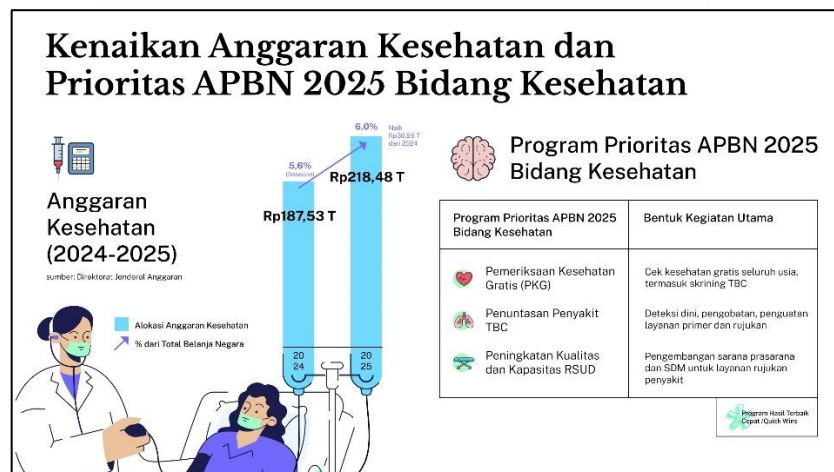 Kenaikan Anggaran Kesehatan dan
Prioritas APBN 2025 Bidang Kesehatan
Anggaran
Kesehatan
(2024-2025)
sumber: Direktorat Jenderal Anggaran
Alokasi Anggaran Kesehatan
% dari Total Belanja Negara
5,6%
Rp187,53 T
6,0%
Naik
Rp30.95 T
dari 2024
Rp218,48 T
20
24
20
25
Program Prioritas APBN 2025
Bidang Kesehatan
Program Prioritas APBN 2025
Bidang Kesehatan
Bentuk Kegiatan Utama
Pemeriksaan Kesehatan
Gratis (PKG)
Cek kesehatan gratis seluruh usia,
termasuk skrining TBC
Penuntasan Penyakit
TBC
Deteksi dini, pengobatan, penguatan
layanan primer dan rujukan
Peningkatan Kualitas
dan Kapasitas RSUD
Pengembangan sarana prasarana
dan SDM untuk layanan rujukan
penyakit
Program Hasil Terbaik
Cepat /Quick Wins